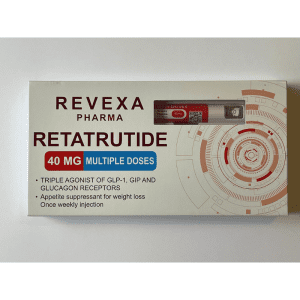 REVEXA
PHARMA
RETATRUTIDE
40 MG MULTIPLE DOSES
• TRIPLE AGONIST OF GLP-1, GIP AND
GLUCAGON RECEPTORS
• Appetite suppressant for weight loss
Once weekly injection